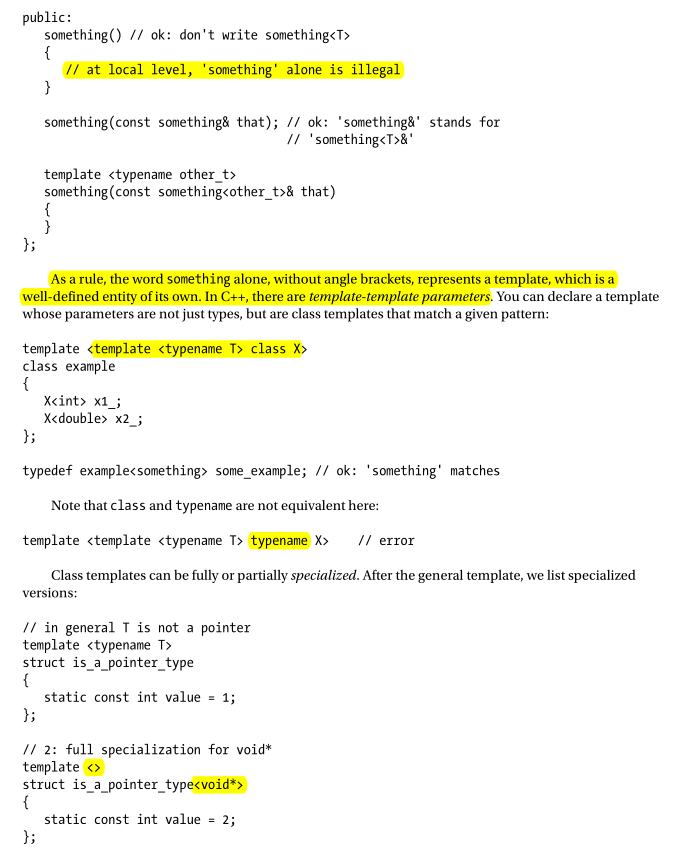 public:
something() // ok: don't write something<T>
{
// at local level, 'something' alone is illegal
}
something(const something& that); // ok: 'something&' stands for
// 'something<T>&'
template <typename other_t>
something(const something<other_t>& that)
{
}
};
As a rule, the word something alone, without angle brackets, represents a template, which is a
well-defined entity of its own. In C++, there are template-template parameters. You can declare a template
whose parameters are not just types, but are class templates that match a given pattern:
template <template <typename T> class X>
class example
{
X<int> x1_;
X<double> x2_;
};
typedef example<something> some_example; // ok: 'something' matches
Note that class and typename are not equivalent here:
template <template <typename T> typename X> // error
Class templates can be fully or partially specialized. After the general template, we list specialized
versions:
// in general T is not a pointer
template <typename T>
struct is_a_pointer_type
{
static const int value = 1;
};
// 2: full specialization for void*
template <>
struct is_a_pointer_type<void*>
{
static const int value = 2;
};